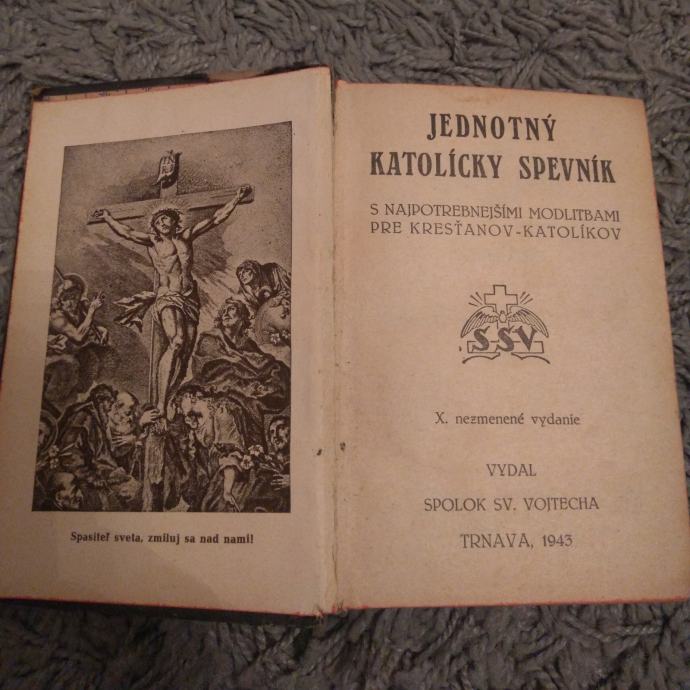 Spasiteľ sveta, zmiluj sa nad nami!
JEDNOTNÝ
KATOLÍCKY SPEVNÍK
S NAJPOTREBNEJŠÍMI MODLITBAMI
PRE KRESŤANOV-KATOLÍKOV
SSV
X. nezmenené vydanie
VYDAL
SPOLOK SV. VOJTECHA
TRNAVA, 1943